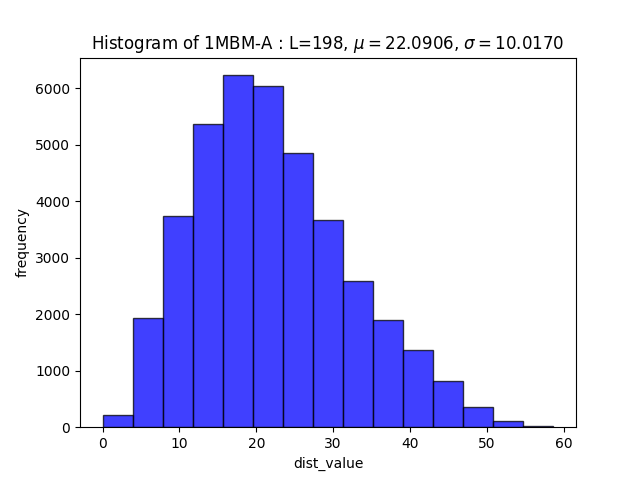 Histogram of 1MBM-A : L=198, μ = 22.0906, σ = 10.0170
6000
5000
4000
3000
2000
1000
0
frequency
0 10 20 30 40 50 60
dist_value